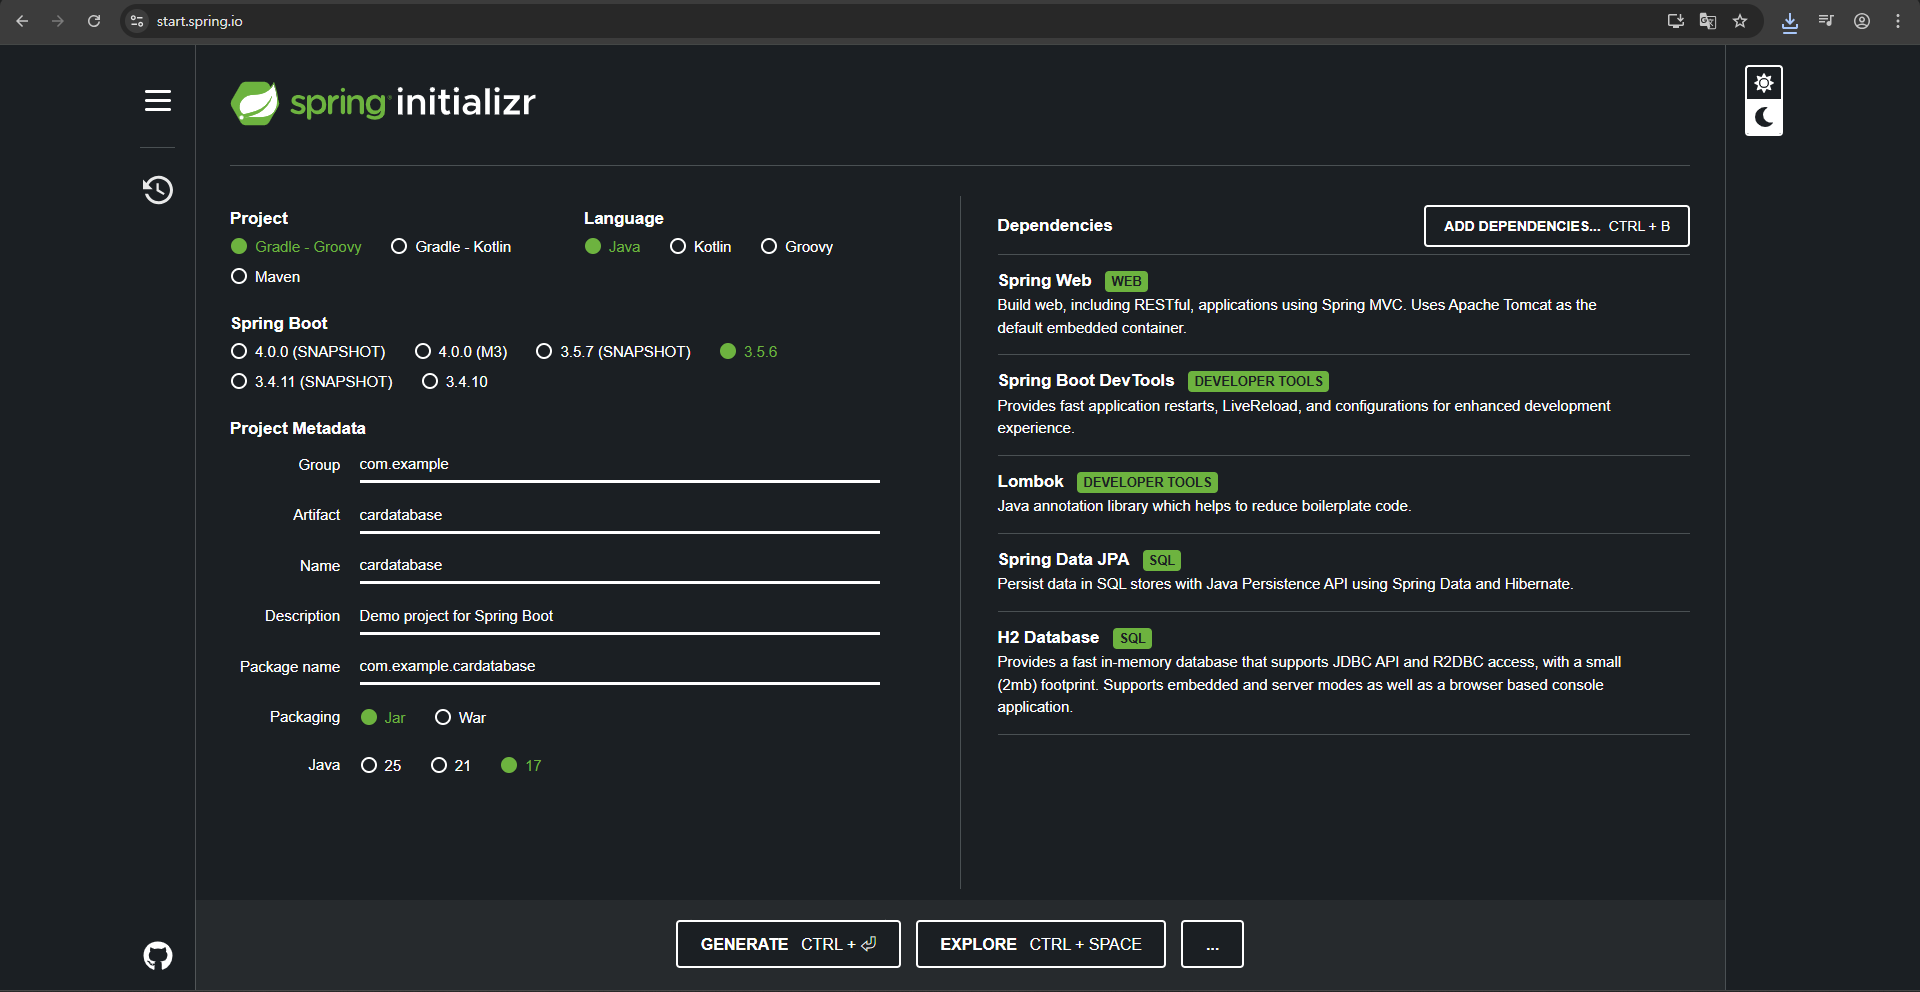 start.spring.io
spring initializr
Project
Gradle - Groovy
Gradle - Kotlin
Maven
Language
Java
Kotlin
Groovy
Spring Boot
4.0.0 (SNAPSHOT)
4.0.0 (M3)
3.5.7 (SNAPSHOT)
3.5.6
3.4.11 (SNAPSHOT)
3.4.10
Project Metadata
Group com.example
Artifact cardatabase
Name cardatabase
Description Demo project for Spring Boot
Package name com.example.cardatabase
Packaging Jar War
Java 25 21 17
Dependencies
ADD DEPENDENCIES... CTRL + B
Spring Web WEB
Build web, including RESTful, applications using Spring MVC. Uses Apache Tomcat as the
default embedded container.
Spring Boot DevTools DEVELOPER TOOLS
Provides fast application restarts, LiveReload, and configurations for enhanced development
experience.
Lombok DEVELOPER TOOLS
Java annotation library which helps to reduce boilerplate code.
Spring Data JPA SQL
Persist data in SQL stores with Java Persistence API using Spring Data and Hibernate.
H2 Database SQL
Provides a fast in-memory database that supports JDBC API and R2DBC access, with a small
(2mb) footprint. Supports embedded and server modes as well as a browser based console
application.
GENERATE CTRL + ⏎
EXPLORE CTRL + SPACE
...